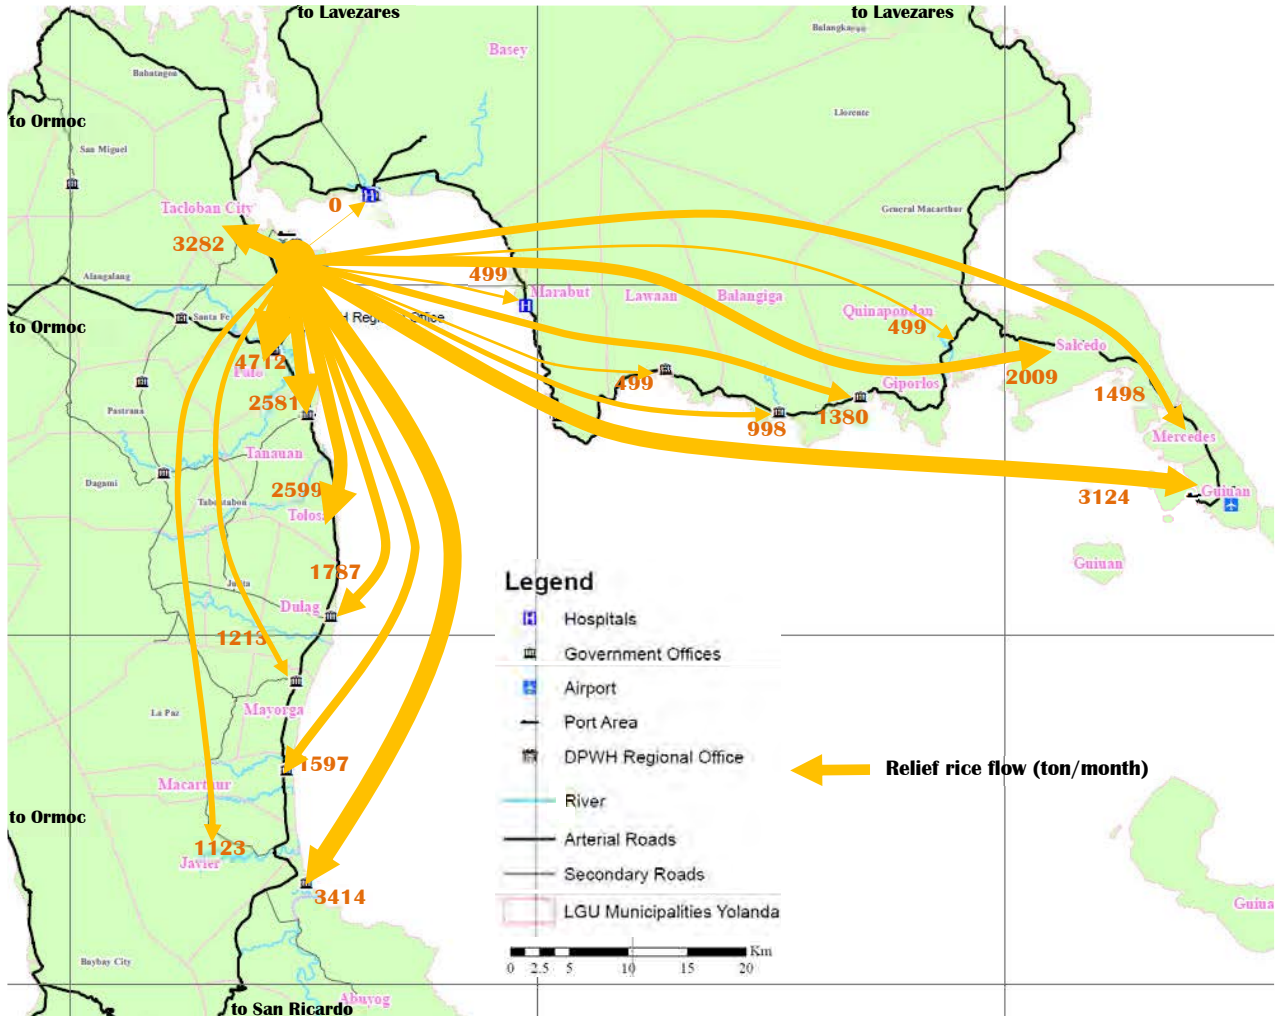 to Lavezares
to Lavezares
Balangkayan
Basey
Babatngon
Llorente
to Ormoc
San Miguel
Tacloban City
0
General Macarthur
3282
Alangalang
499
Marabut
Lawaan
Balangiga
Quinapondan
499
to Ormoc
Santa Fe
H Regional Office
Salcedo
4712
Palo
499
Giporlos
2009
1498
2581
Pastrana
998
1380
Mercedes
Tanauan
Dagami
2599
3124
Guiuan
Tabontabon
Tolosa
1787
Guiuan
Legend
Julita
Dulag
Hospitals
1213
Government Offices
Airport
La Paz
Mayorga
Port Area
1597
DPWH Regional Office
Relief rice flow (ton/month)
Macarthur
River
to Ormoc
Arterial Roads
1123
Javier
Secondary Roads
3414
LGU Municipalities Yolanda
Guiua
Km
0 2.5 5 10 15 20
Baybay City
Abuyog
to San Ricardo